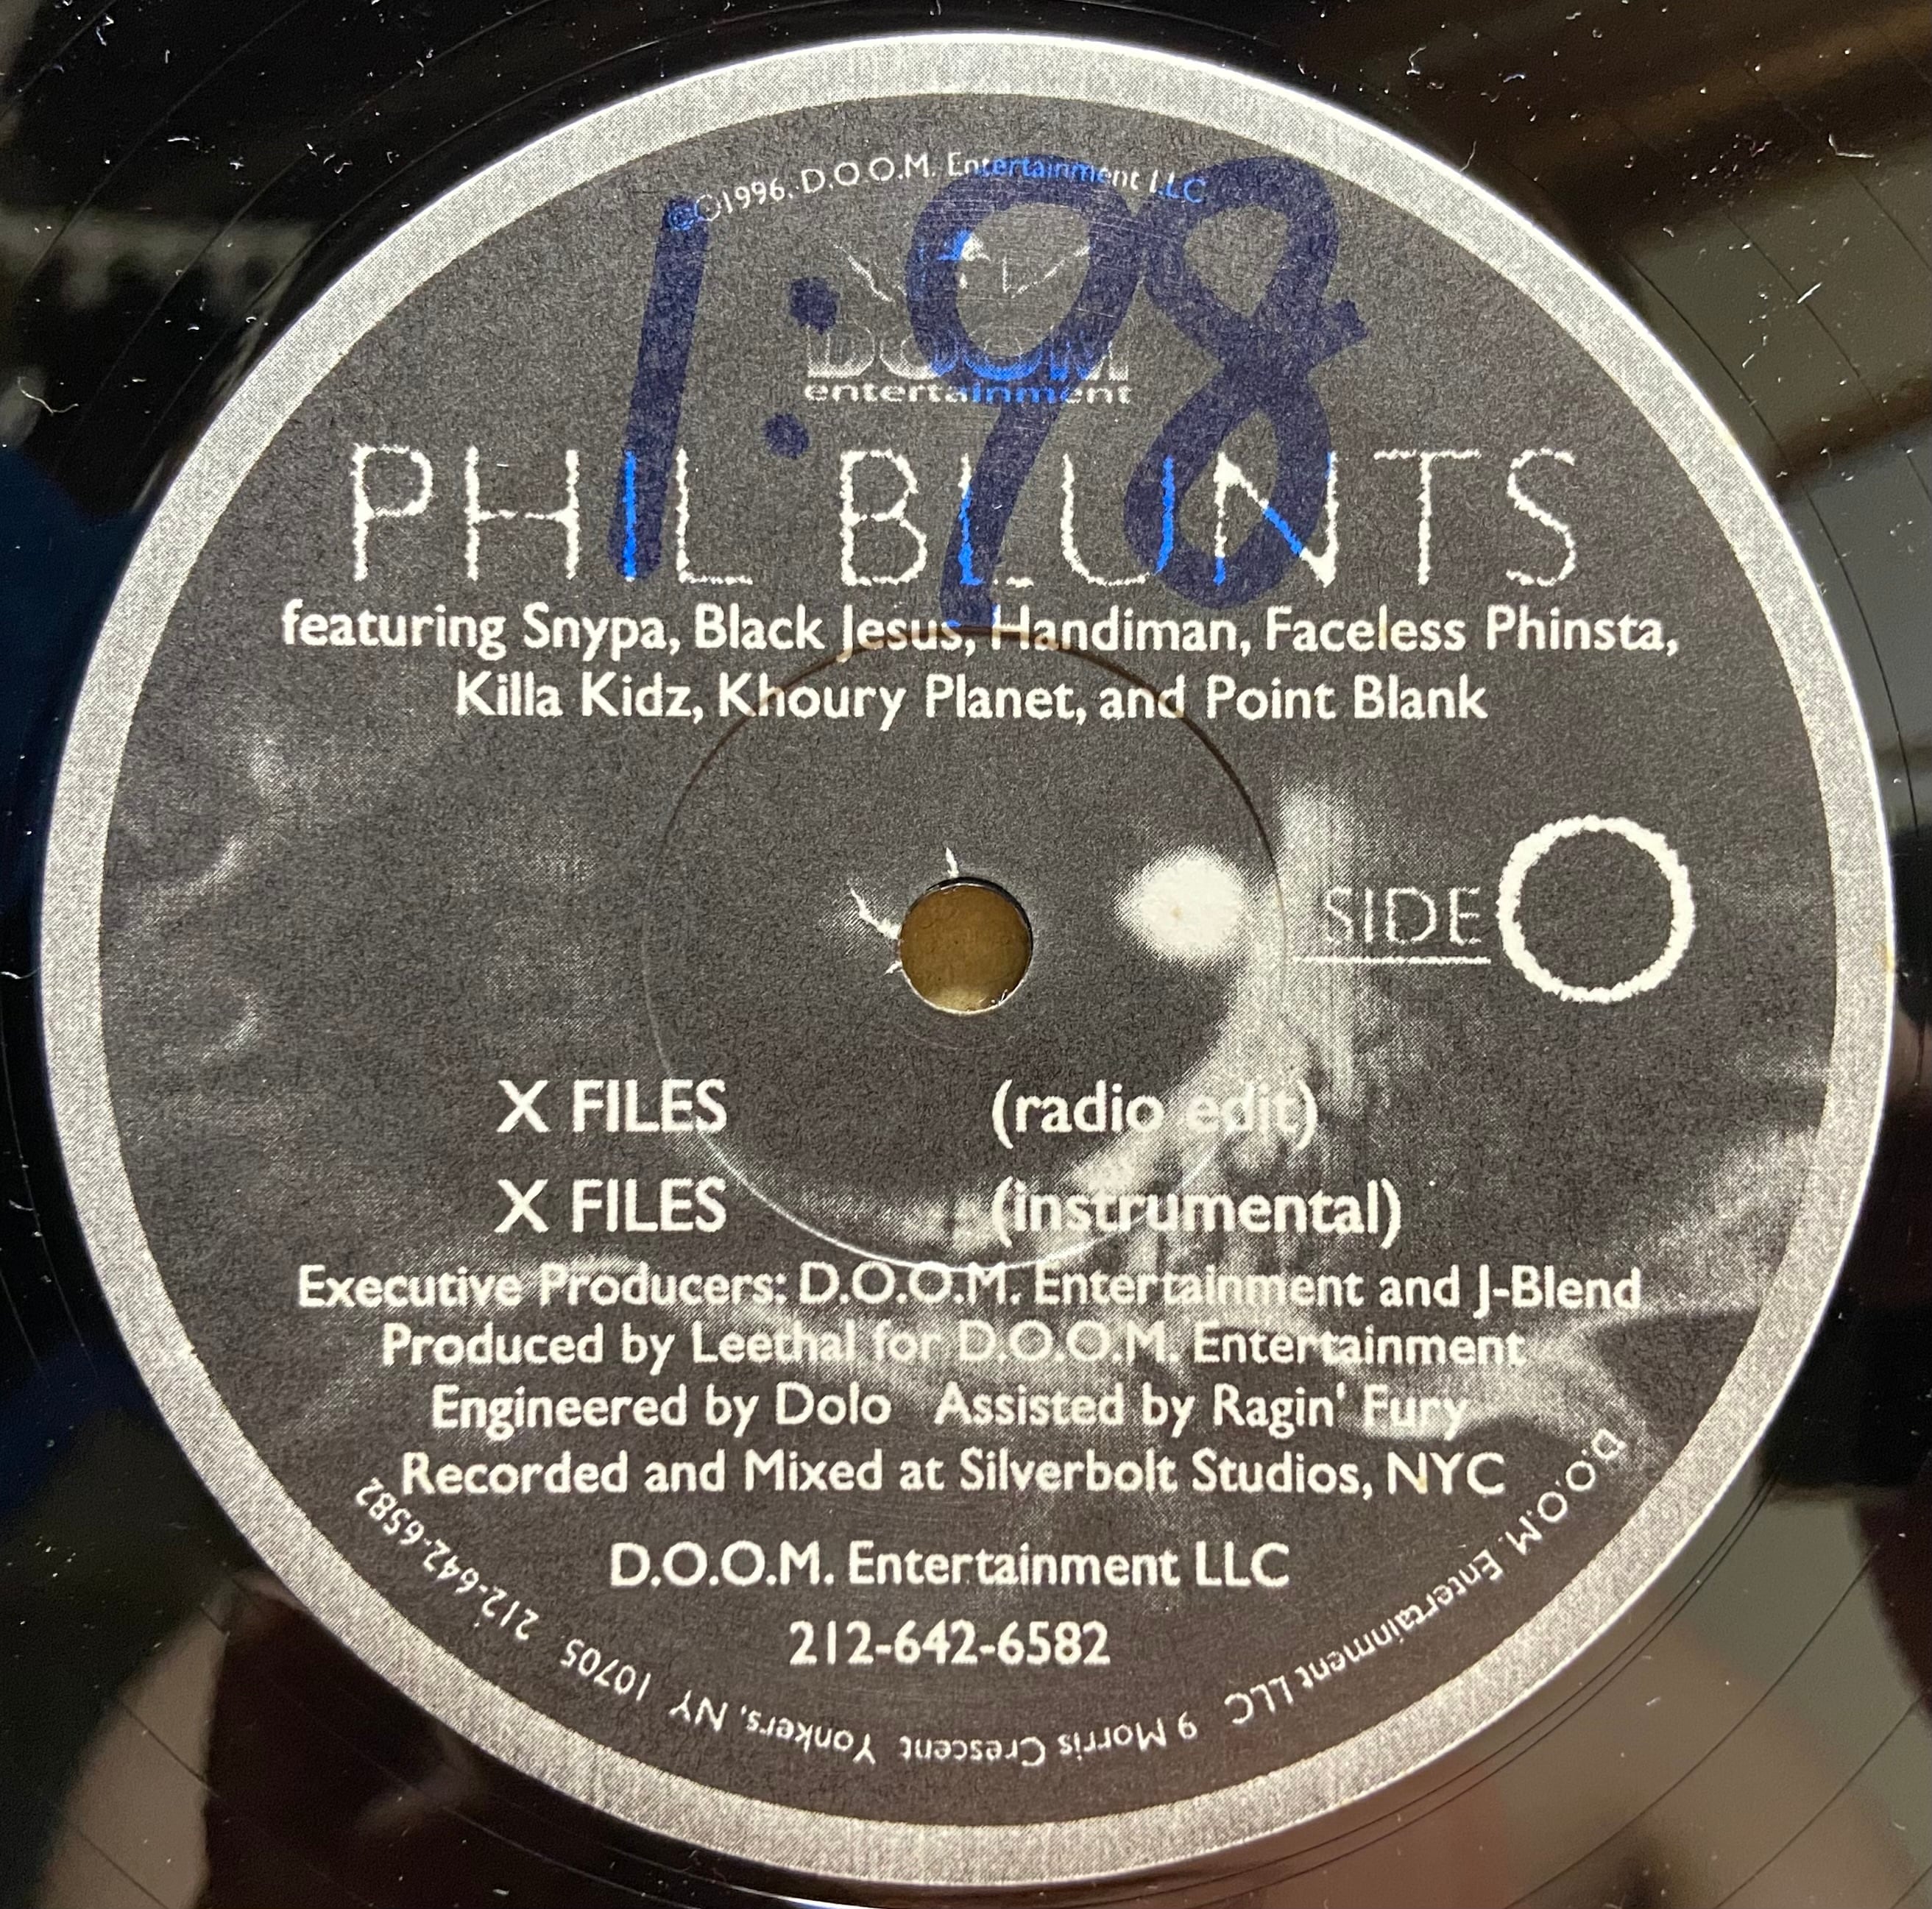 ©℗1996. D.O.O.M. Entertainment LLC
1:98
DOOM
entertainment
PHIL BLUNTS
featuring Snypa, Black Jesus, Handiman, Faceless Phinsta,
Killa Kidz, Khoury Planet, and Point Blank
SIDE O
X FILES (radio edit)
X FILES (instrumental)
Executive Producers: D.O.O.M. Entertainment and J-Blend
Produced by Leethal for D.O.O.M. Entertainment
Engineered by Dolo Assisted by Ragin' Fury
Recorded and Mixed at Silverbolt Studios, NYC
D.O.O.M. Entertainment LLC
212-642-6582
D.O.O.M. Entertainment LLC 9 Morris Crescent Yonkers, NY 10705 212-642-6582